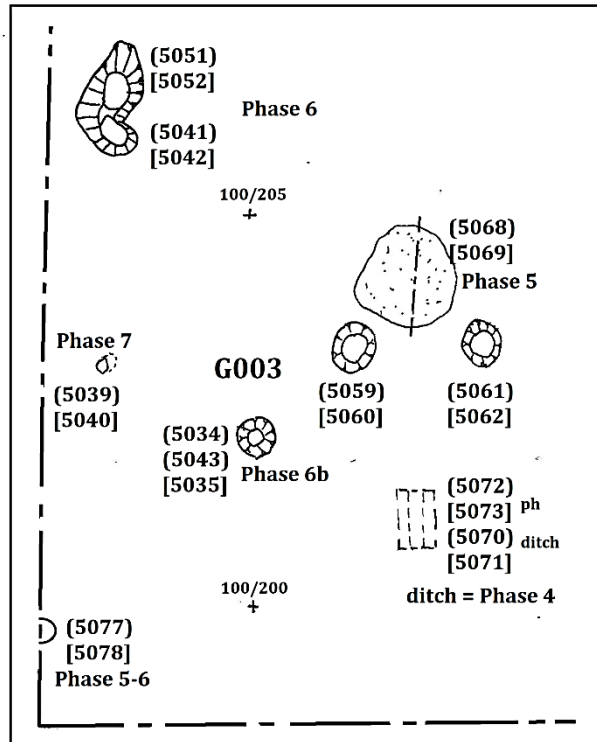 (5051)
[5052]
Phase 6
(5041)
[5042]
100/205
(5068)
[5069]
Phase 5
Phase 7
(5039)
[5040]
G003
(5059)
[5060]
(5061)
[5062]
(5034)
(5043)
[5035]
Phase 6b
(5072)
[5073] ph
(5070)
[5071] ditch
ditch = Phase 4
100/200
(5077)
[5078]
Phase 5-6